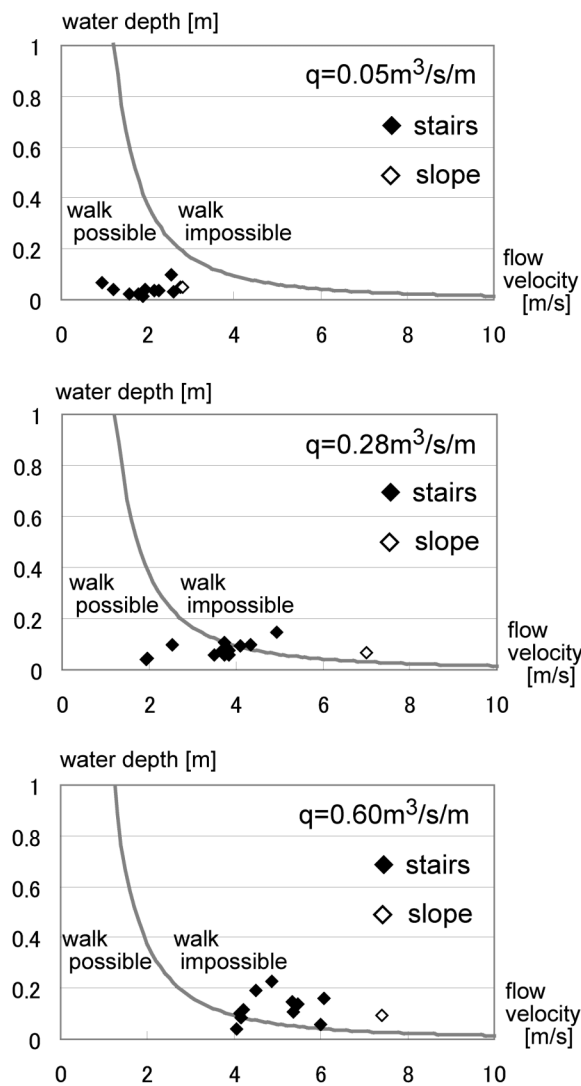 water depth [m]
1
q=0.05m³/s/m
0.8
stairs
0.6
slope
0.4
walk possible
walk impossible
0.2
flow velocity [m/s]
0
0 2 4 6 8 10
water depth [m]
1
q=0.28m³/s/m
0.8
stairs
0.6
slope
0.4
walk possible
walk impossible
0.2
flow velocity [m/s]
0
0 2 4 6 8 10
water depth [m]
1
q=0.60m³/s/m
0.8
stairs
0.6
slope
0.4
walk possible
walk impossible
0.2
flow velocity [m/s]
0
0 2 4 6 8 10